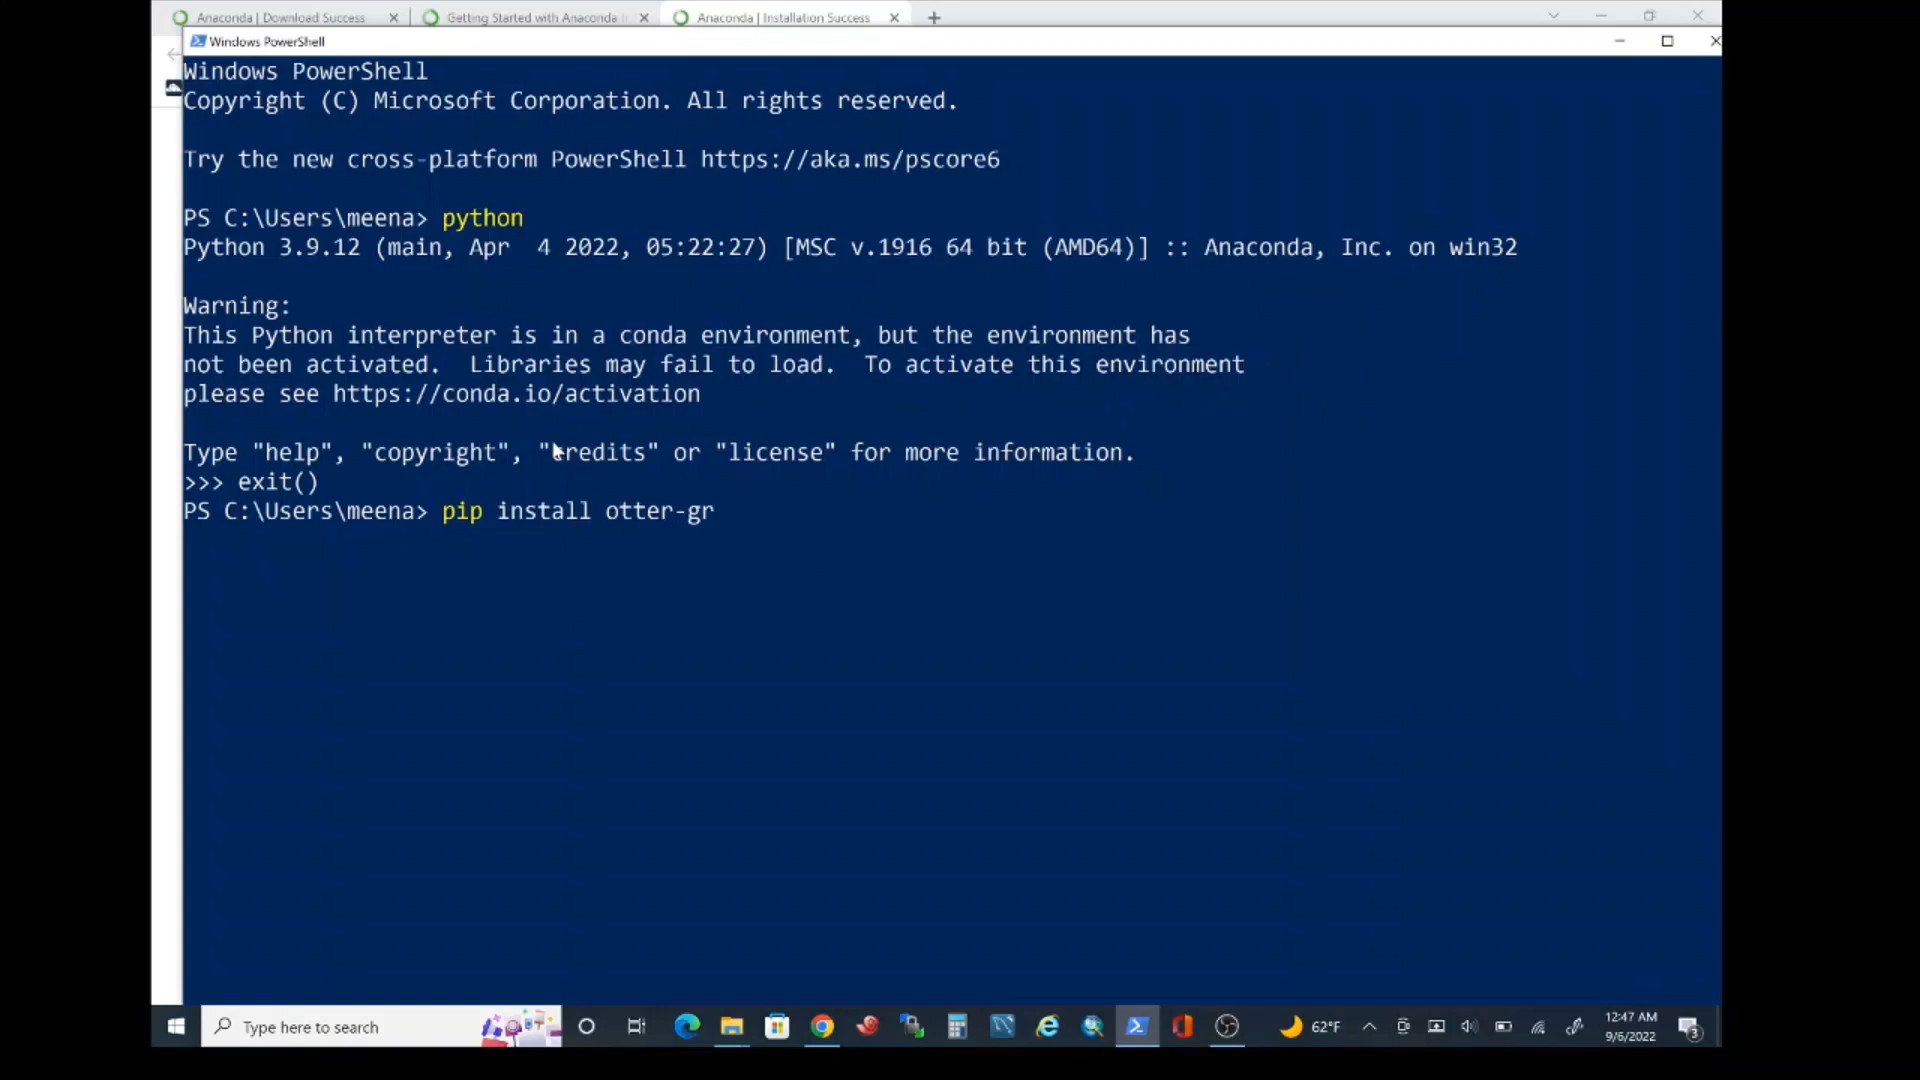 Anaconda | Download Success
Getting Started with Anaconda
Anaconda | Installation Success
Windows PowerShell
Windows PowerShell
Copyright (C) Microsoft Corporation. All rights reserved.
Try the new cross-platform PowerShell https://aka.ms/pscore6
PS C:\Users\meena> python
Python 3.9.12 (main, Apr  4 2022, 05:22:27) [MSC v.1916 64 bit (AMD64)] :: Anaconda, Inc. on win32
Warning:
This Python interpreter is in a conda environment, but the environment has
not been activated.  Libraries may fail to load.  To activate this environment
please see https://conda.io/activation
Type "help", "copyright", "credits" or "license" for more information.
>>> exit()
PS C:\Users\meena> pip install otter-gr
Type here to search
62°F
12:47 AM
9/6/2022
3